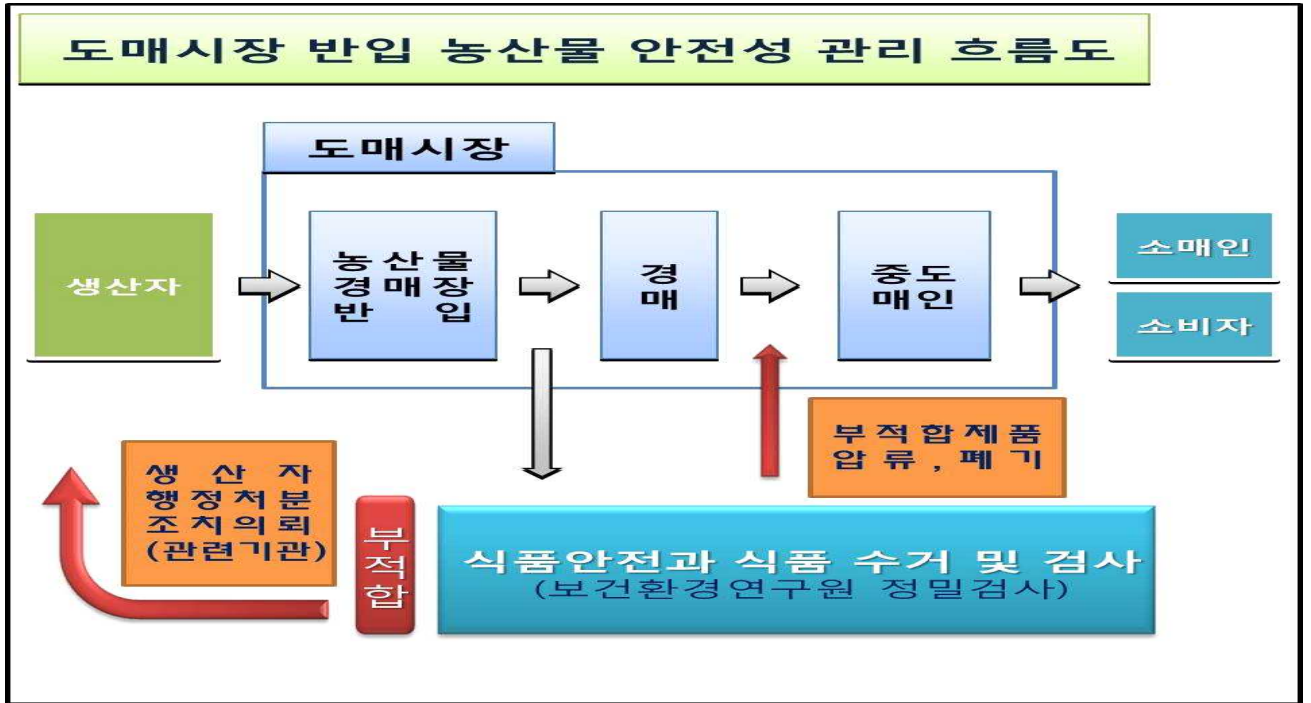 도매시장 반입 농산물 안전성 관리 흐름도
도매시장
생산자
농산물
경매장
반 입
경
매
중도
매인
소매인
소비자
생 산 자
행정처분
조치의뢰
(관련기관)
부
적
합
부적합제품
압류, 폐기
식품안전과 식품 수거 및 검사
(보건환경연구원 정밀검사)